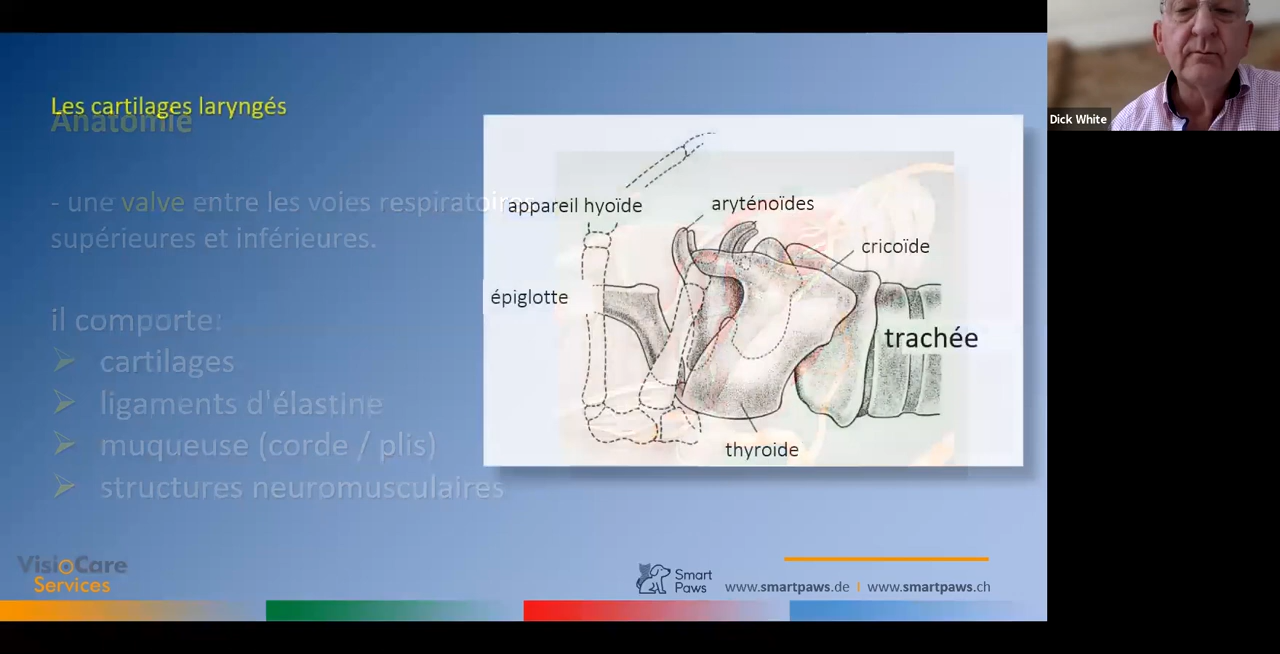 Les cartilages laryngés
Anatomie
- une valve entre les voies respiratoires
supérieures et inférieures.
il comporte:
cartilages
ligaments d'élastine
muqueuse (corde / plis)
structures neuromusculaires
appareil hyoïde
aryténoïdes
cricoïde
épiglotte
trachée
thyroide
VisioCare
Services
Smart
Paws
www.smartpaws.de I www.smartpaws.ch
Dick White